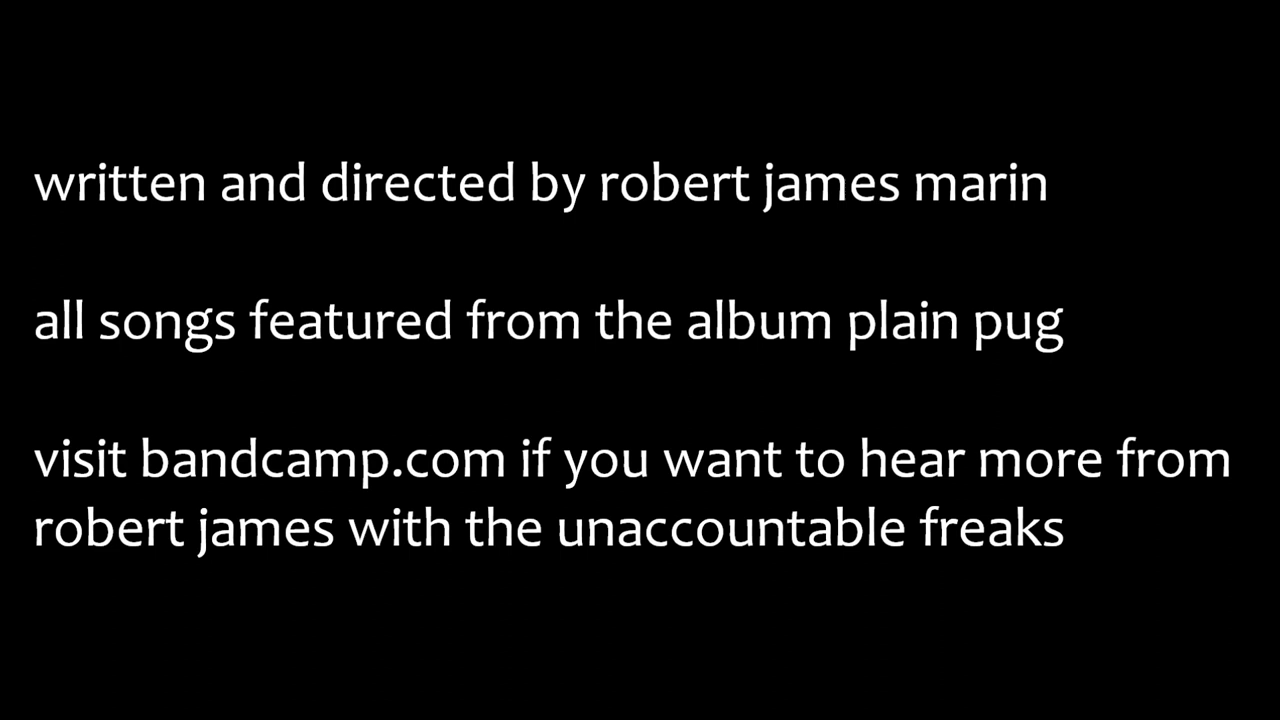 written and directed by robert james marin
all songs featured from the album plain pug
visit bandcamp.com if you want to hear more from
robert james with the unaccountable freaks